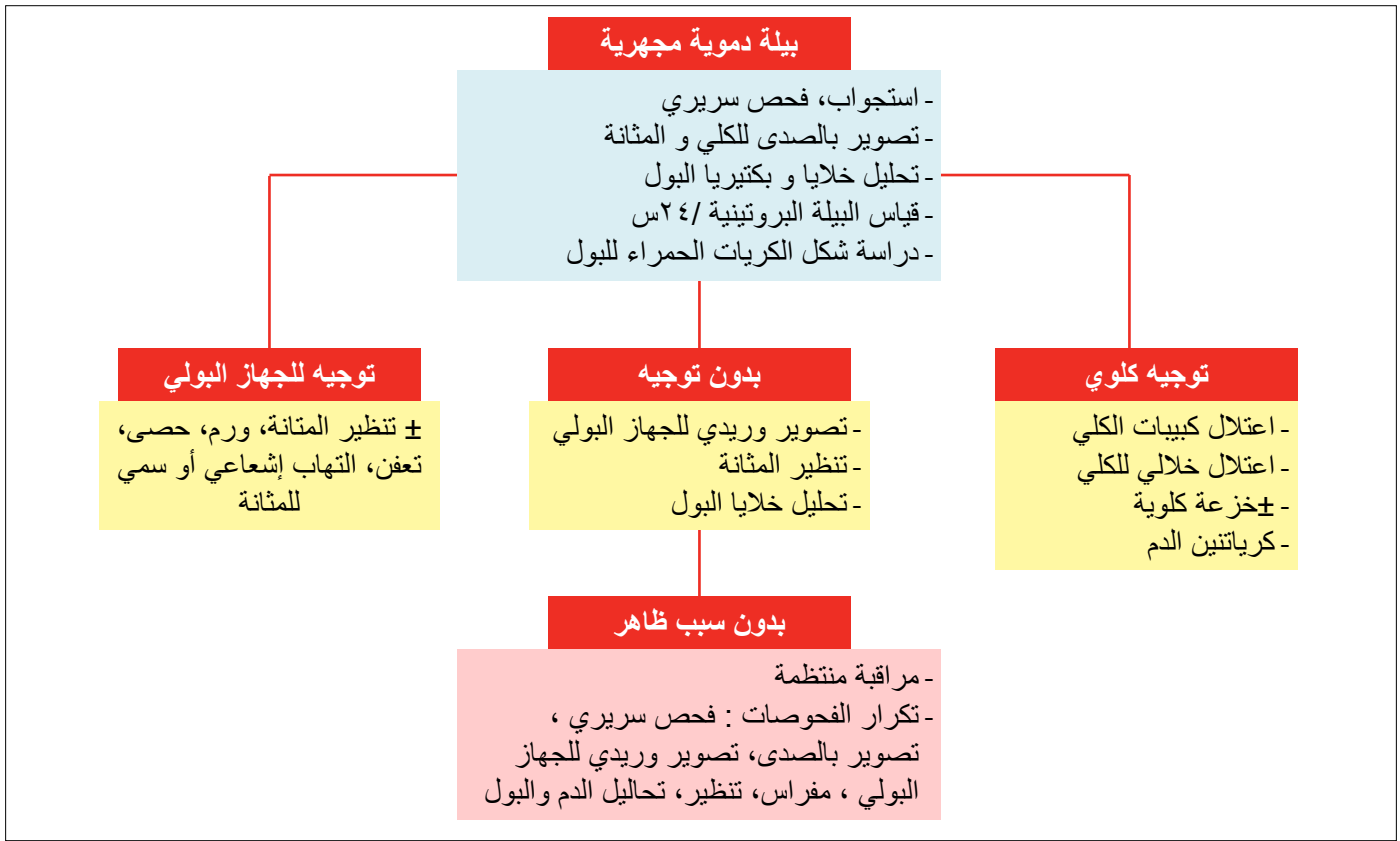 بيلة دموية مجهرية
- استجواب، فحص سريري
- تصوير بالصدى للكلي و المثانة
- تحليل خلايا و بكتيريا البول
- قياس البيلة البروتينية /٢٤س
- دراسة شكل الكريات الحمراء للبول
توجيه كلوي
- اعتلال كبيبات الكلي
- اعتلال خلالي للكلي
- ±خزعة كلوية
- كرياتنين الدم
بدون توجيه
- تصوير وريدي للجهاز البولي
- تنظير المثانة
- تحليل خلايا البول
توجيه للجهاز البولي
± تنظير المتانة، ورم، حصى،
تعفن، التهاب إشعاعي أو سمي
للمثانة
بدون سبب ظاهر
- مراقبة منتظمة
- تكرار الفحوصات : فحص سريري ،
تصوير بالصدى، تصوير وريدي للجهاز
البولي ، مفراس، تنظير، تحاليل الدم والبول